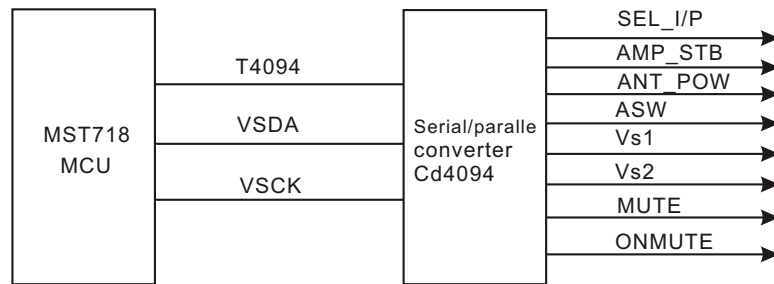 MST718
MCU
T4094
VSDA
VSCK
Serial/paralle
converter
Cd4094
SEL_I/P
AMP_STB
ANT_POW
ASW
Vs1
Vs2
MUTE
ONMUTE